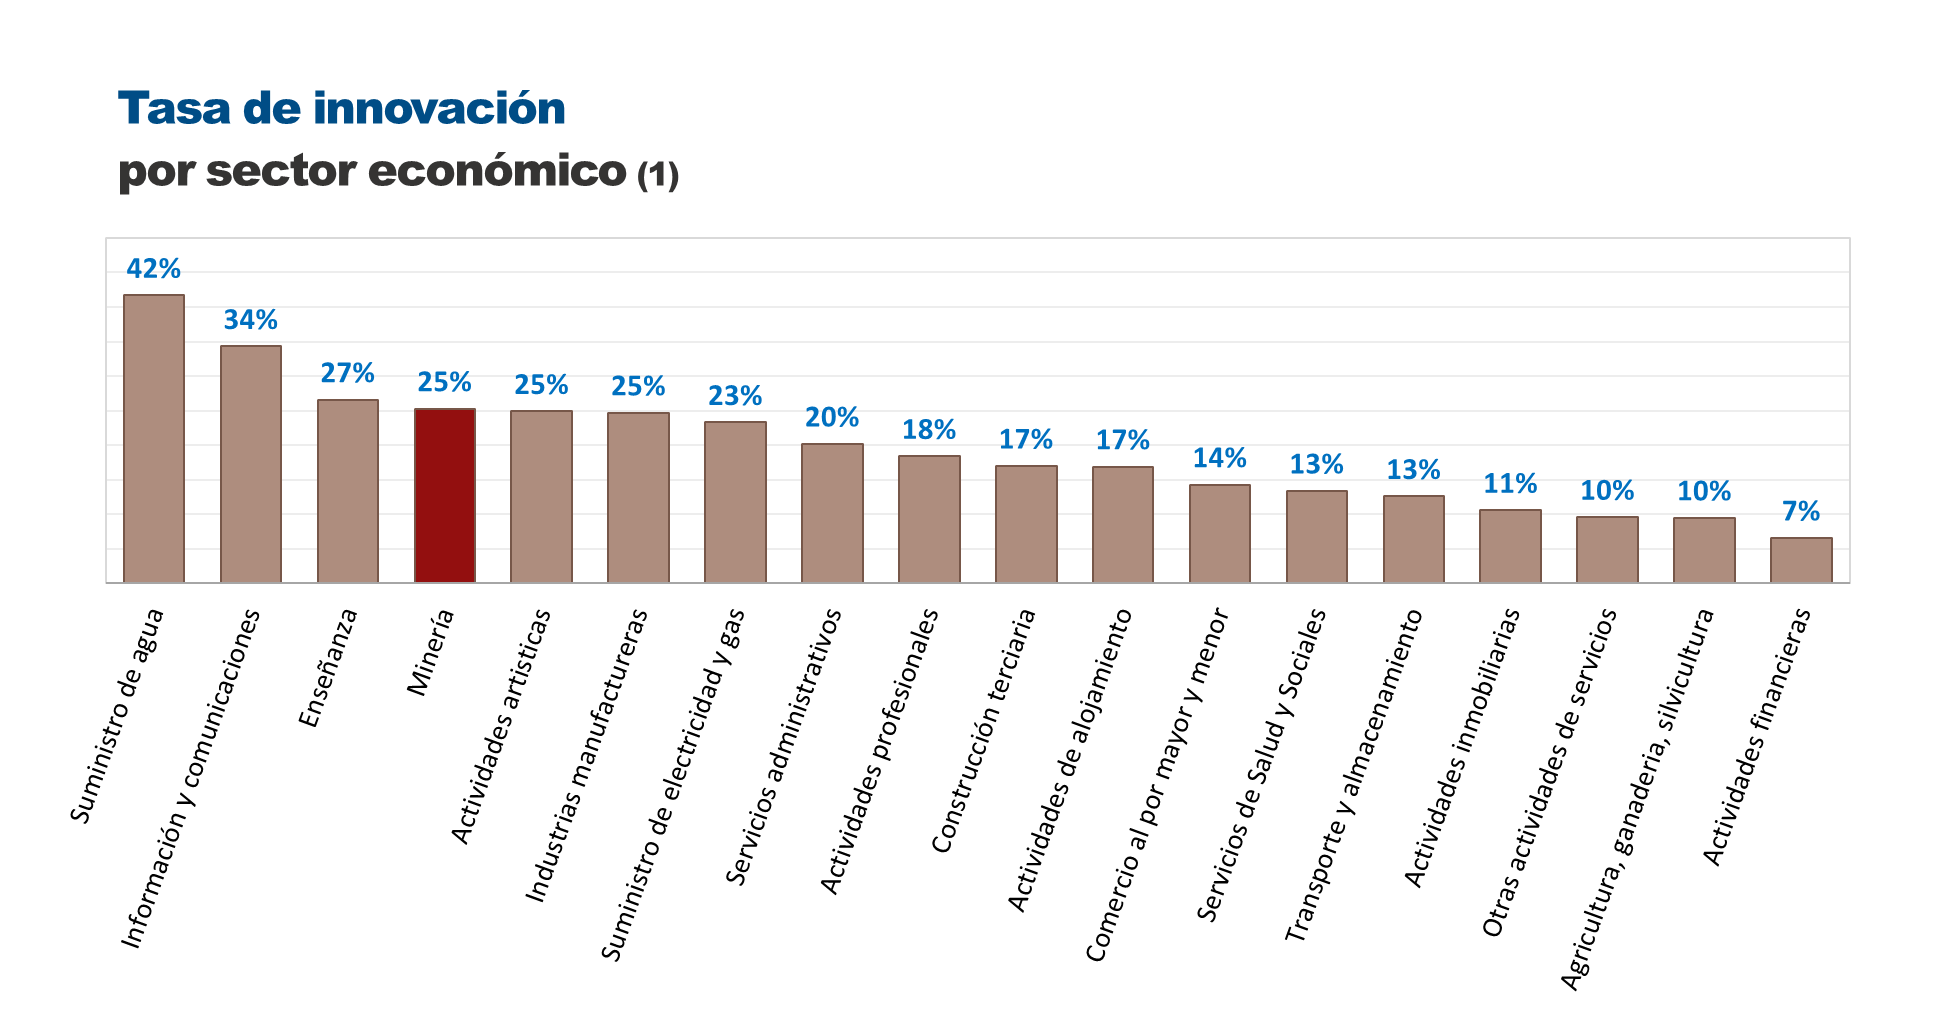 Tasa de innovación
por sector económico (1)
42%
34%
27%
25%
25%
25%
23%
20%
18%
17%
17%
14%
13%
13%
11%
10%
10%
7%
Suministro de agua
Información y comunicaciones
Enseñanza
Minería
Actividades artisticas
Industrias manufactureras
Suministro de electricidad y gas
Servicios administrativos
Actividades profesionales
Construcción terciaria
Actividades de alojamiento
Comercio al por mayor y menor
Servicios de Salud y Sociales
Transporte y almacenamiento
Actividades inmobiliarias
Otras actividades de servicios
Agricultura, ganaderia, silvicultura
Actividades financieras